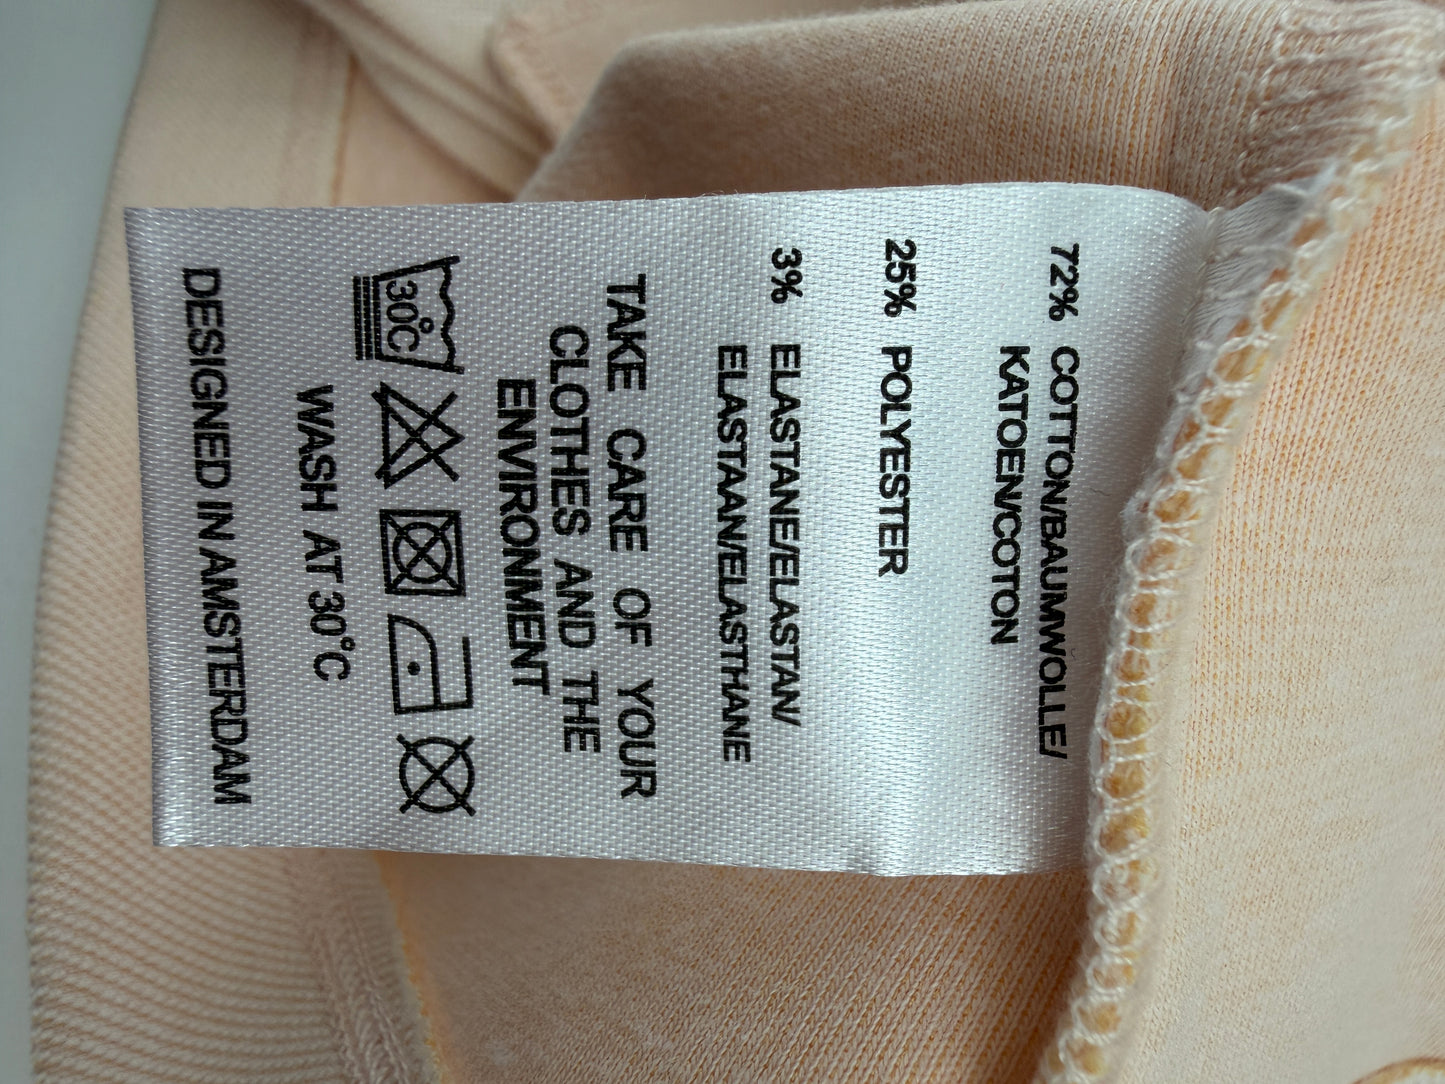 72% COTTON/BAUMWOLLE/
KATOEN/COTON
25% POLYESTER
3% ELASTANE/ELASTAN/
ELASTAAN/ELASTHANE
TAKE CARE OF YOUR
CLOTHES AND THE
ENVIRONMENT
30°C
WASH AT 30°C
DESIGNED IN AMSTERDAM